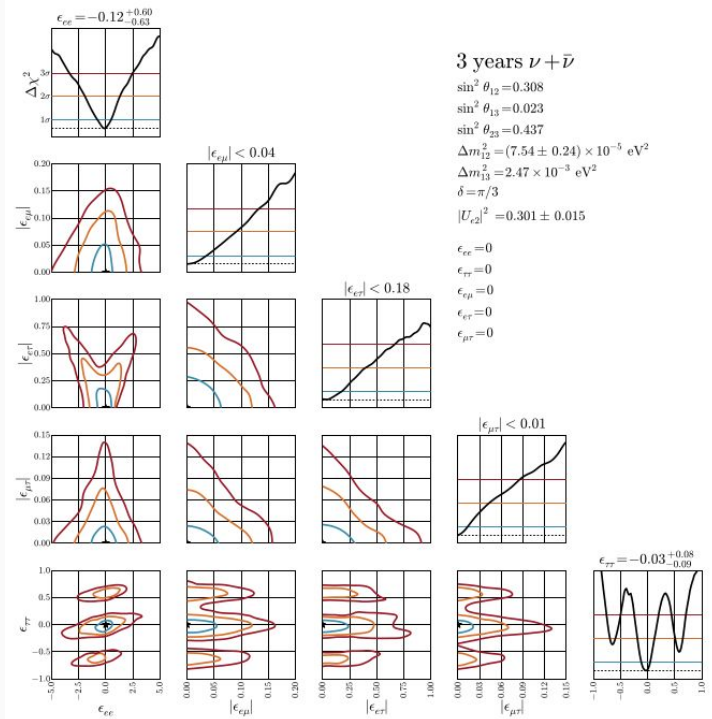 ϵ_ee = −0.12 +0.60 −0.63
Δχ²
3σ
2σ
1σ
3 years ν+ν̄
sin² θ₁₂=0.308
sin² θ₁₃=0.023
sin² θ₂₃=0.437
Δm²₁₂=(7.54± 0.24) ×10⁻⁵ eV²
Δm²₁₃=2.47 ×10⁻³ eV²
δ=π/3
|U_e2|² =0.301± 0.015
ϵ_ee=0
ϵ_ττ=0
ϵ_eμ=0
ϵ_eτ=0
ϵ_μτ=0
|ϵ_eμ| < 0.04
|ϵ_eμ|
0.20
0.15
0.10
0.05
0.00
|ϵ_eτ| < 0.18
|ϵ_eτ|
1.00
0.75
0.50
0.25
0.00
|ϵ_μτ| < 0.01
|ϵ_μτ|
0.15
0.12
0.09
0.06
0.03
0.00
ϵ_ττ=−0.03 +0.08 −0.09
ϵ_ττ
1.0
0.5
0.0
−0.5
−1.0
−5.0 −2.5 0.0 2.5 5.0
0.00 0.05 0.10 0.15 0.20
0.00 0.25 0.50 0.75 1.00
0.00 0.03 0.06 0.09 0.12 0.15
−1.0 −0.5 0.0 0.5 1.0
ϵ_ee |ϵ_eμ| |ϵ_eτ| |ϵ_μτ|